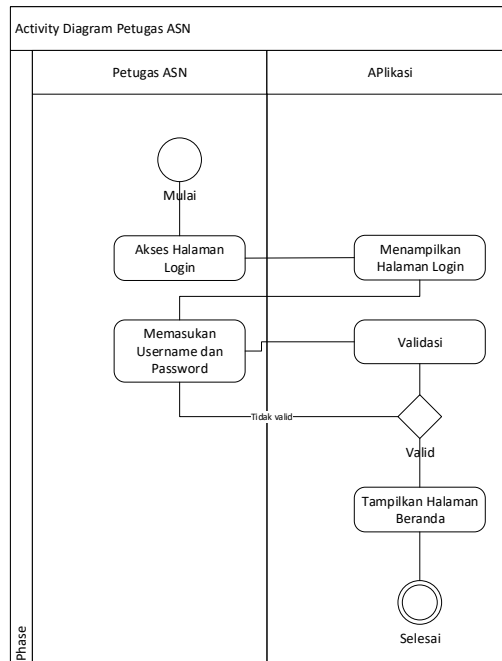 Activity Diagram Petugas ASN
Petugas ASN
APlikasi
Mulai
Akses Halaman
Login
Menampilkan
Halaman Login
Memasukan
Username dan
Password
Validasi
Tidak valid
Valid
Tampilkan Halaman
Beranda
Selesai
Phase